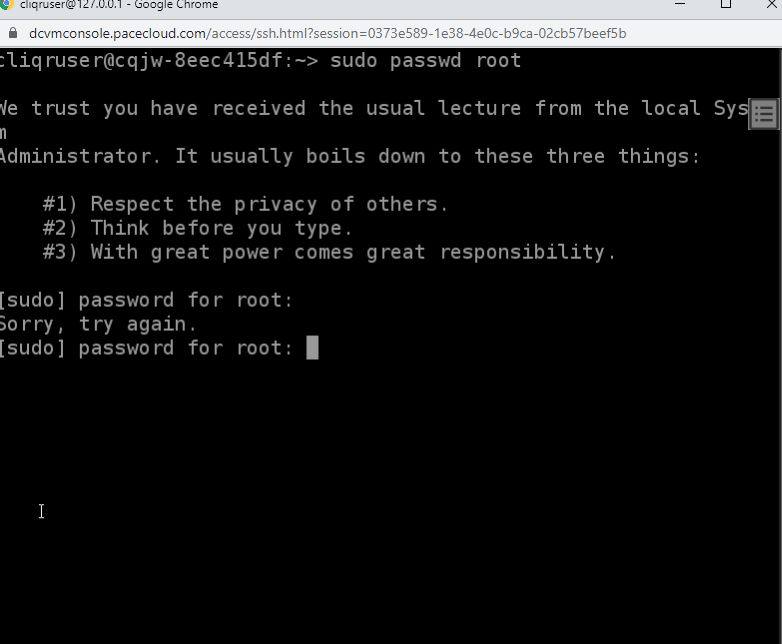 cliqruser@127.0.0.1 - Google Chrome
dcvmconsole.pacecloud.com/access/ssh.html?session=0373e589-1e38-4e0c-b9ca-02cb57beef5b
cliqruser@cqjw-8eec415df:~> sudo passwd root
We trust you have received the usual lecture from the local Sys
m
Administrator. It usually boils down to these three things:
#1) Respect the privacy of others.
#2) Think before you type.
#3) With great power comes great responsibility.
[sudo] password for root:
Sorry, try again.
[sudo] password for root: